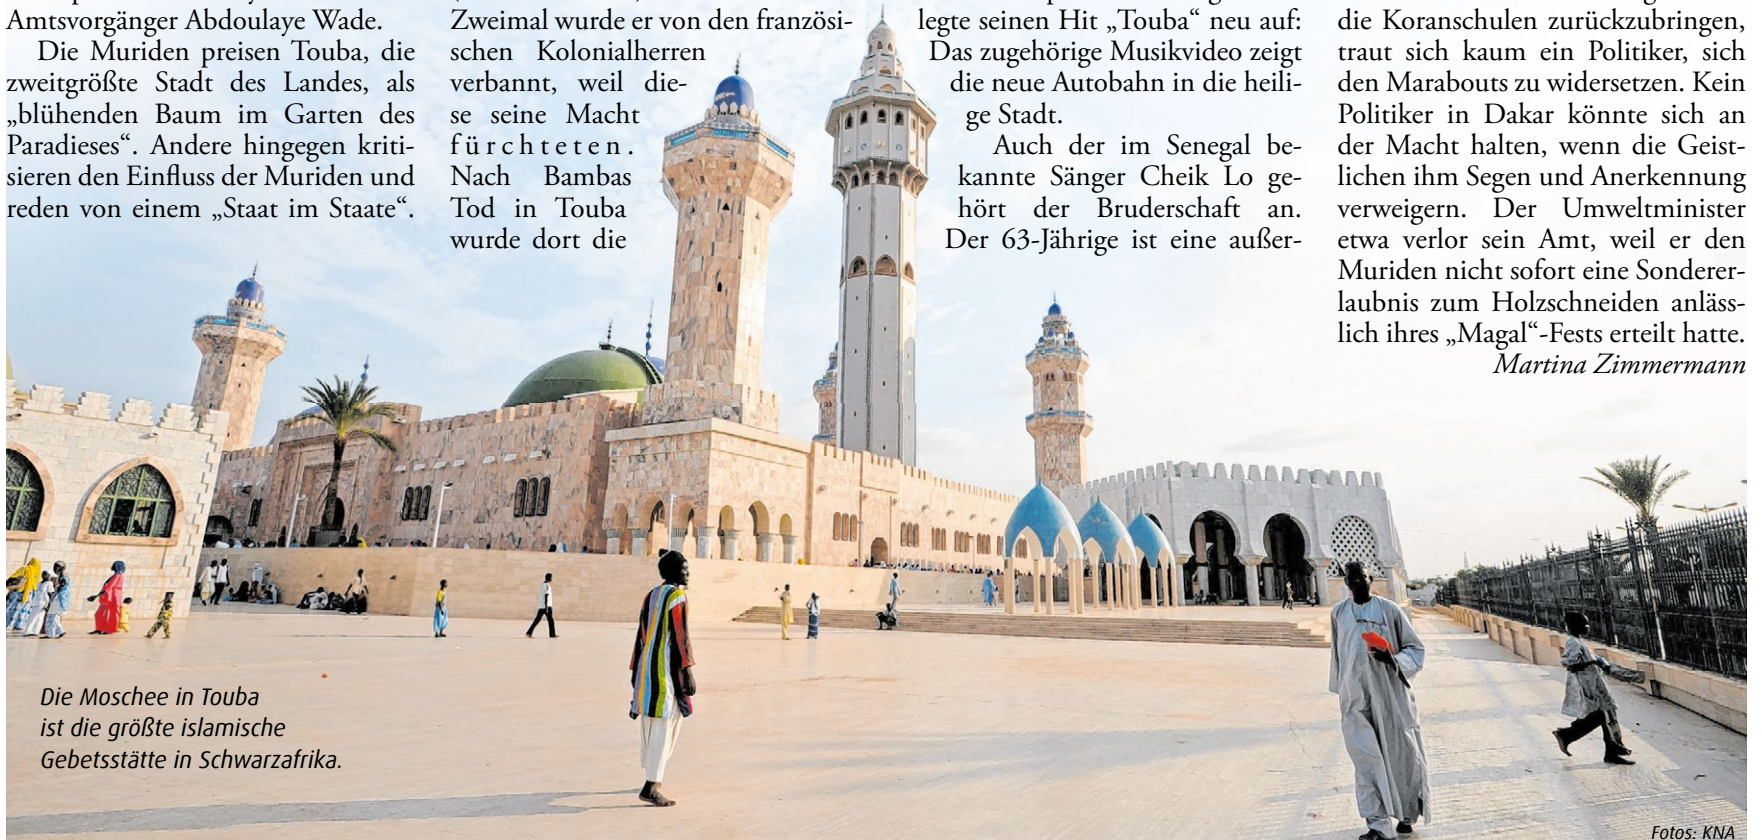 Amtsvorgänger Abdoulaye Wade.
Die Muriden preisen Touba, die
zweitgrößte Stadt des Landes, als
„blühenden Baum im Garten des
Paradieses“. Andere hingegen kriti-
sieren den Einfluss der Muriden und
reden von einem „Staat im Staate“.
Zweimal wurde er von den französi-
schen Kolonialherren
verbannt, weil die-
se seine Macht
fürchteten.
Nach Bambas
Tod in Touba
wurde dort die
legte seinen Hit „Touba“ neu auf:
Das zugehörige Musikvideo zeigt
die neue Autobahn in die heili-
ge Stadt.
Auch der im Senegal be-
kannte Sänger Cheik Lo ge-
hört der Bruderschaft an.
Der 63-Jährige ist eine außer-
die Koranschulen zurückzubringen,
traut sich kaum ein Politiker, sich
den Marabouts zu widersetzen. Kein
Politiker in Dakar könnte sich an
der Macht halten, wenn die Geist-
lichen ihm Segen und Anerkennung
verweigern. Der Umweltminister
etwa verlor sein Amt, weil er den
Muriden nicht sofort eine Sonderer-
laubnis zum Holzschneiden anläss-
lich ihres „Magal“-Fests erteilt hatte.
Martina Zimmermann
Die Moschee in Touba
ist die größte islamische
Gebetsstätte in Schwarzafrika.
Fotos: KNA